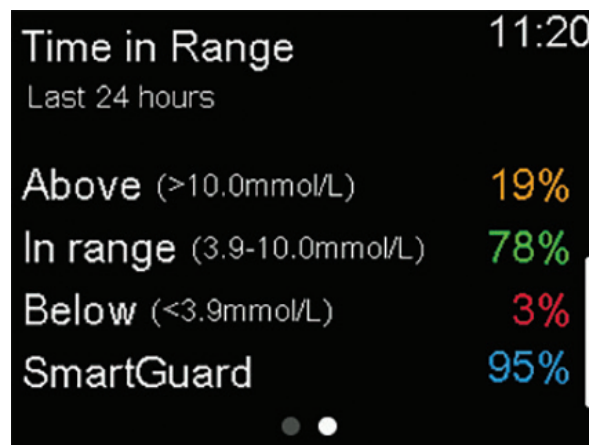 Time in Range 11:20
Last 24 hours
Above (>10.0mmol/L) 19%
In range (3.9-10.0mmol/L) 78%
Below (<3.9mmol/L) 3%
SmartGuard 95%